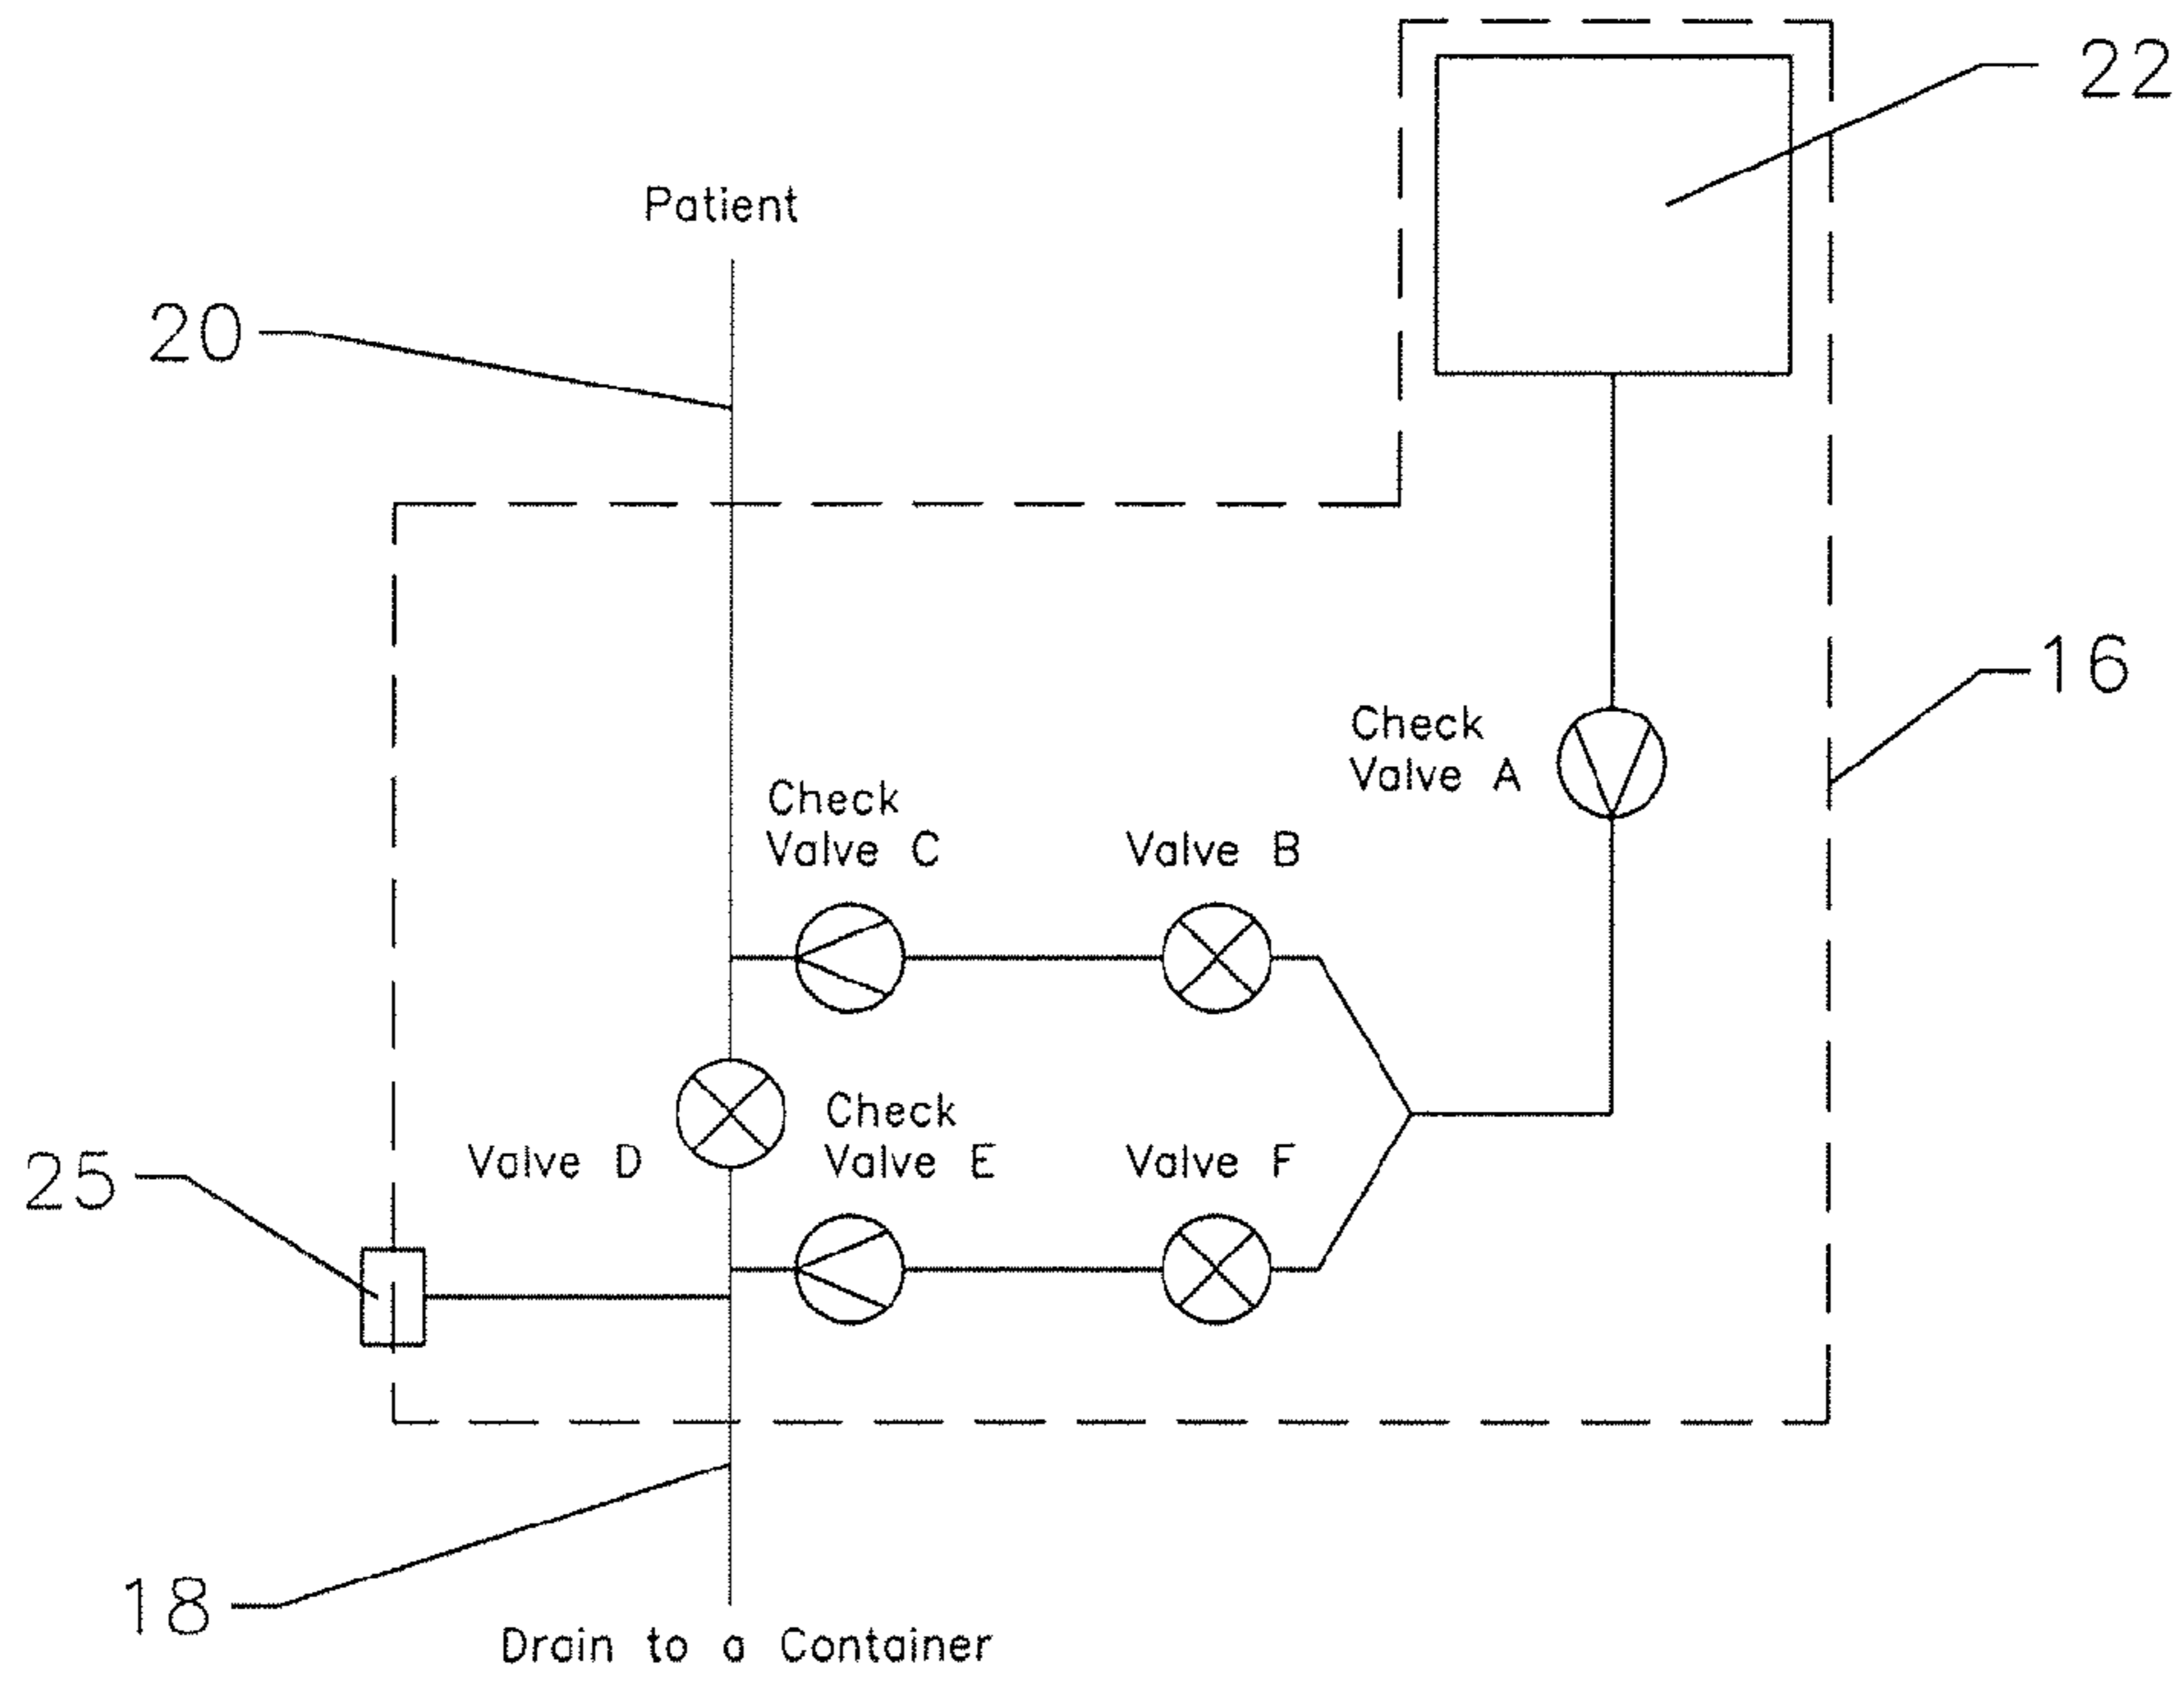 22
Patient
20
16
Check
Valve A
Check
Valve C
Valve B
Check
Valve E
Valve D
Valve F
25
18
Drain to a Container